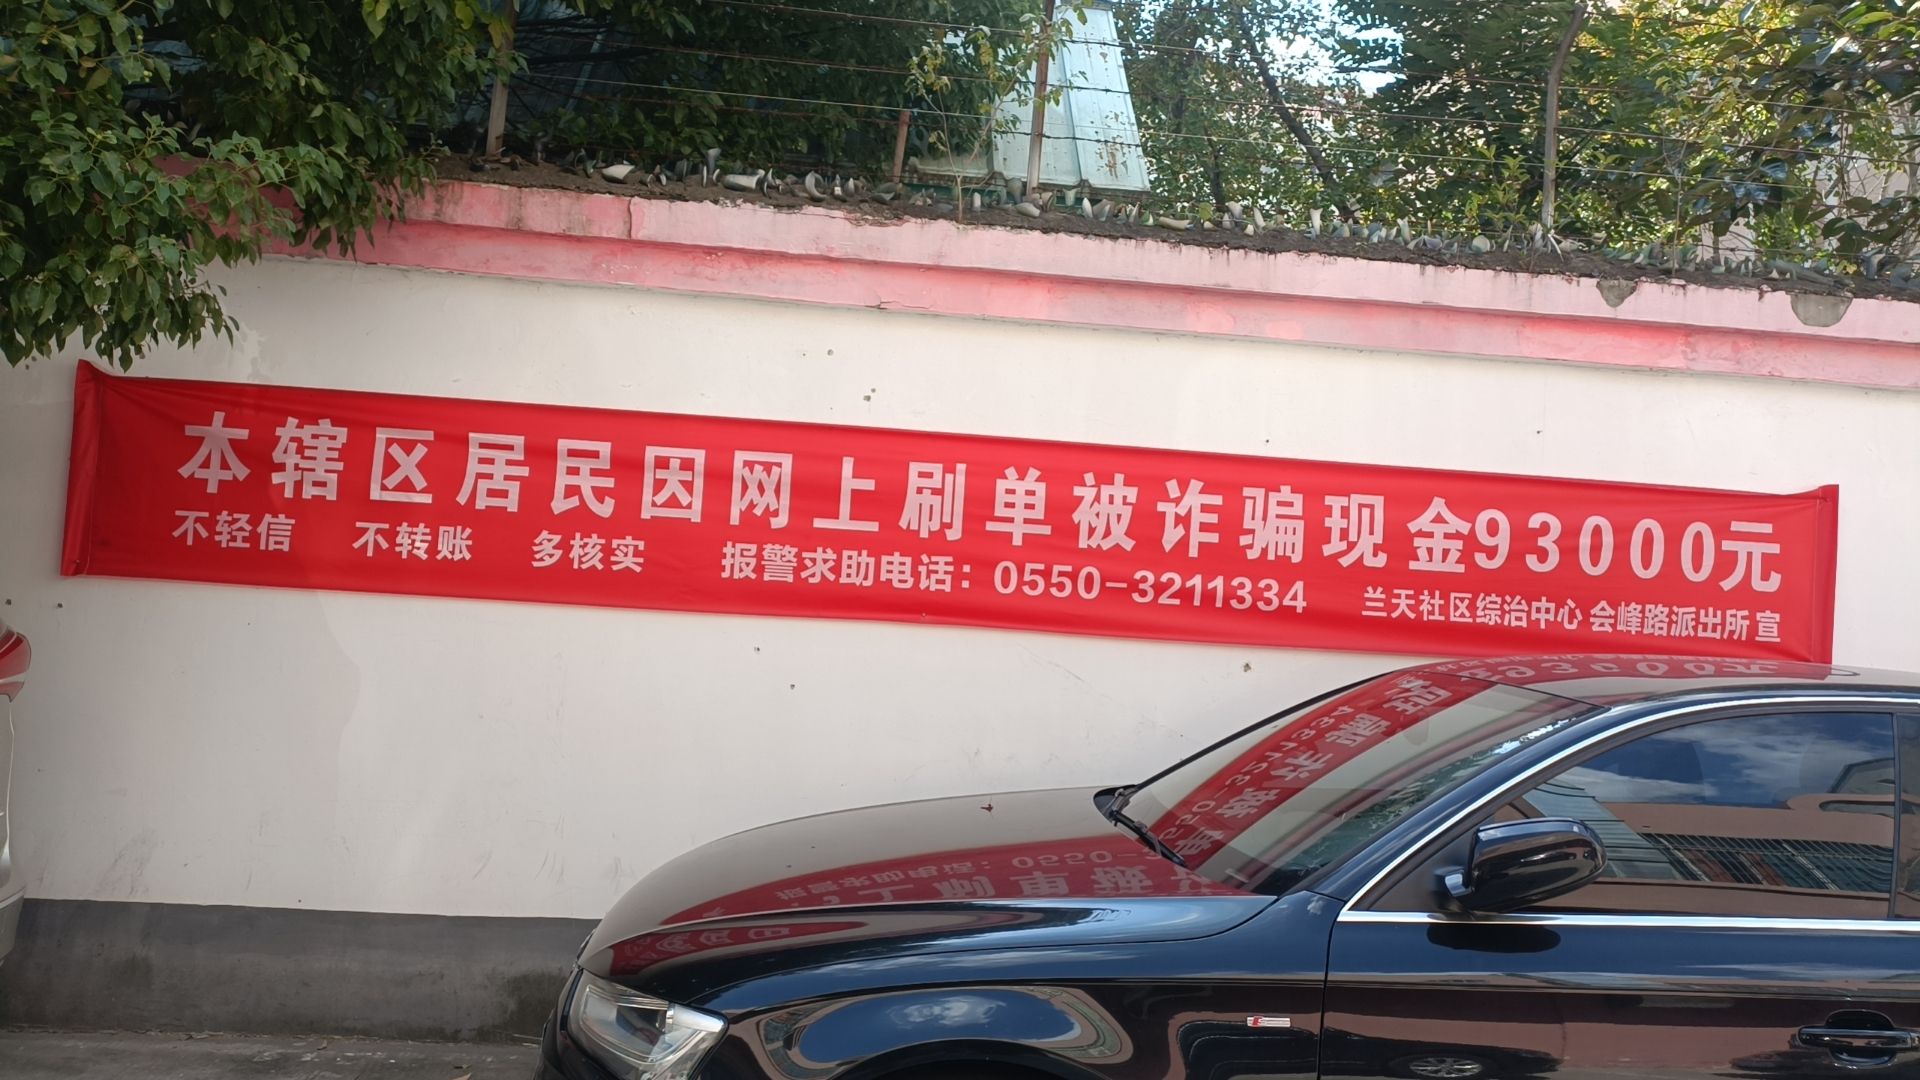 本辖区居民因网上刷单被诈骗现金93000元
不轻信 不转账 多核实 报警求助电话：0550-3211334 兰天社区综治中心 会峰路派出所 宣